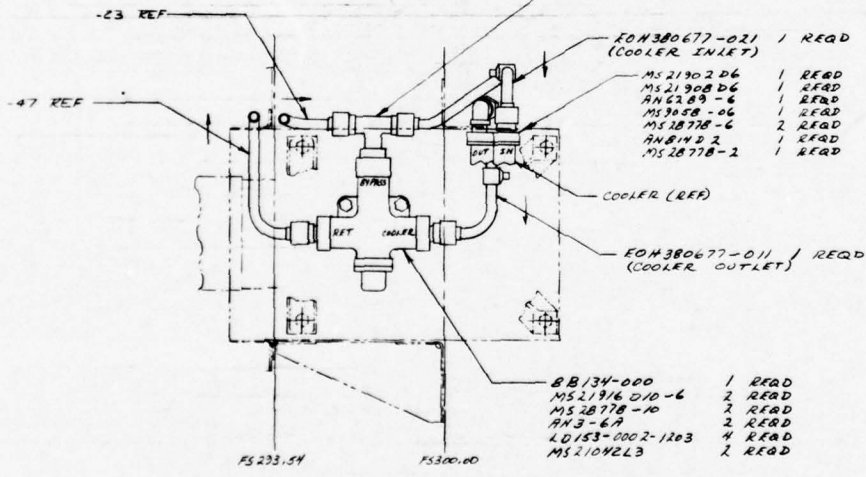 -23 REF
-47 REF
EOH380677-021 1 REQD
(COOLER INLET)
MS21902D6 1 REQD
MS21908D6 1 REQD
AN6289-6 1 REQD
MS9058-06 1 REQD
MS28778-6 2 REQD
AN814D2 1 REQD
MS28778-2 1 REQD
OUT IN
COOLER (REF)
BYPASS
RET COOLER
EOH380677-011 1 REQD
(COOLER OUTLET)
BB134-000 1 REQD
MS21916D10-6 2 REQD
MS28778-10 2 REQD
AN3-6A 2 REQD
LD153-0002-1203 4 REQD
MS21042L3 2 REQD
FS293.54 FS300.00